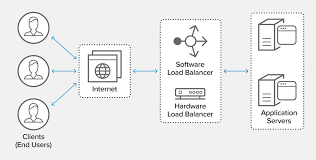 Software
Load Balancer
Internet
Hardware
Load Balancer
Application
Servers
Clients
(End Users)